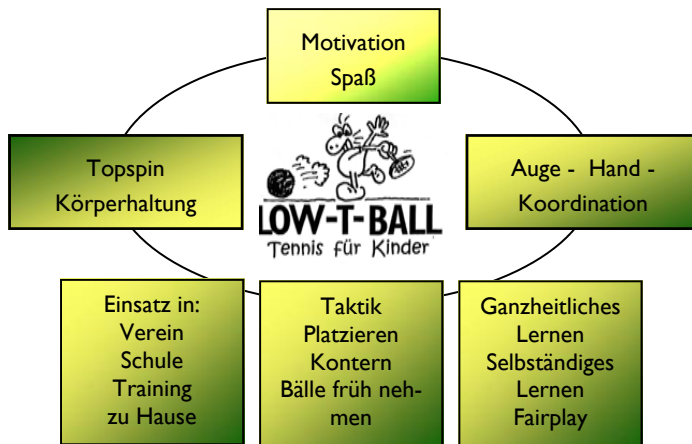 Motivation
Spaß
Topspin
Körperhaltung
Auge - Hand -
Koordination
LOW-T-BALL
Tennis für Kinder
Einsatz in:
Verein
Schule
Training
zu Hause
Taktik
Platzieren
Kontern
Bälle früh neh-
men
Ganzheitliches
Lernen
Selbständiges
Lernen
Fairplay